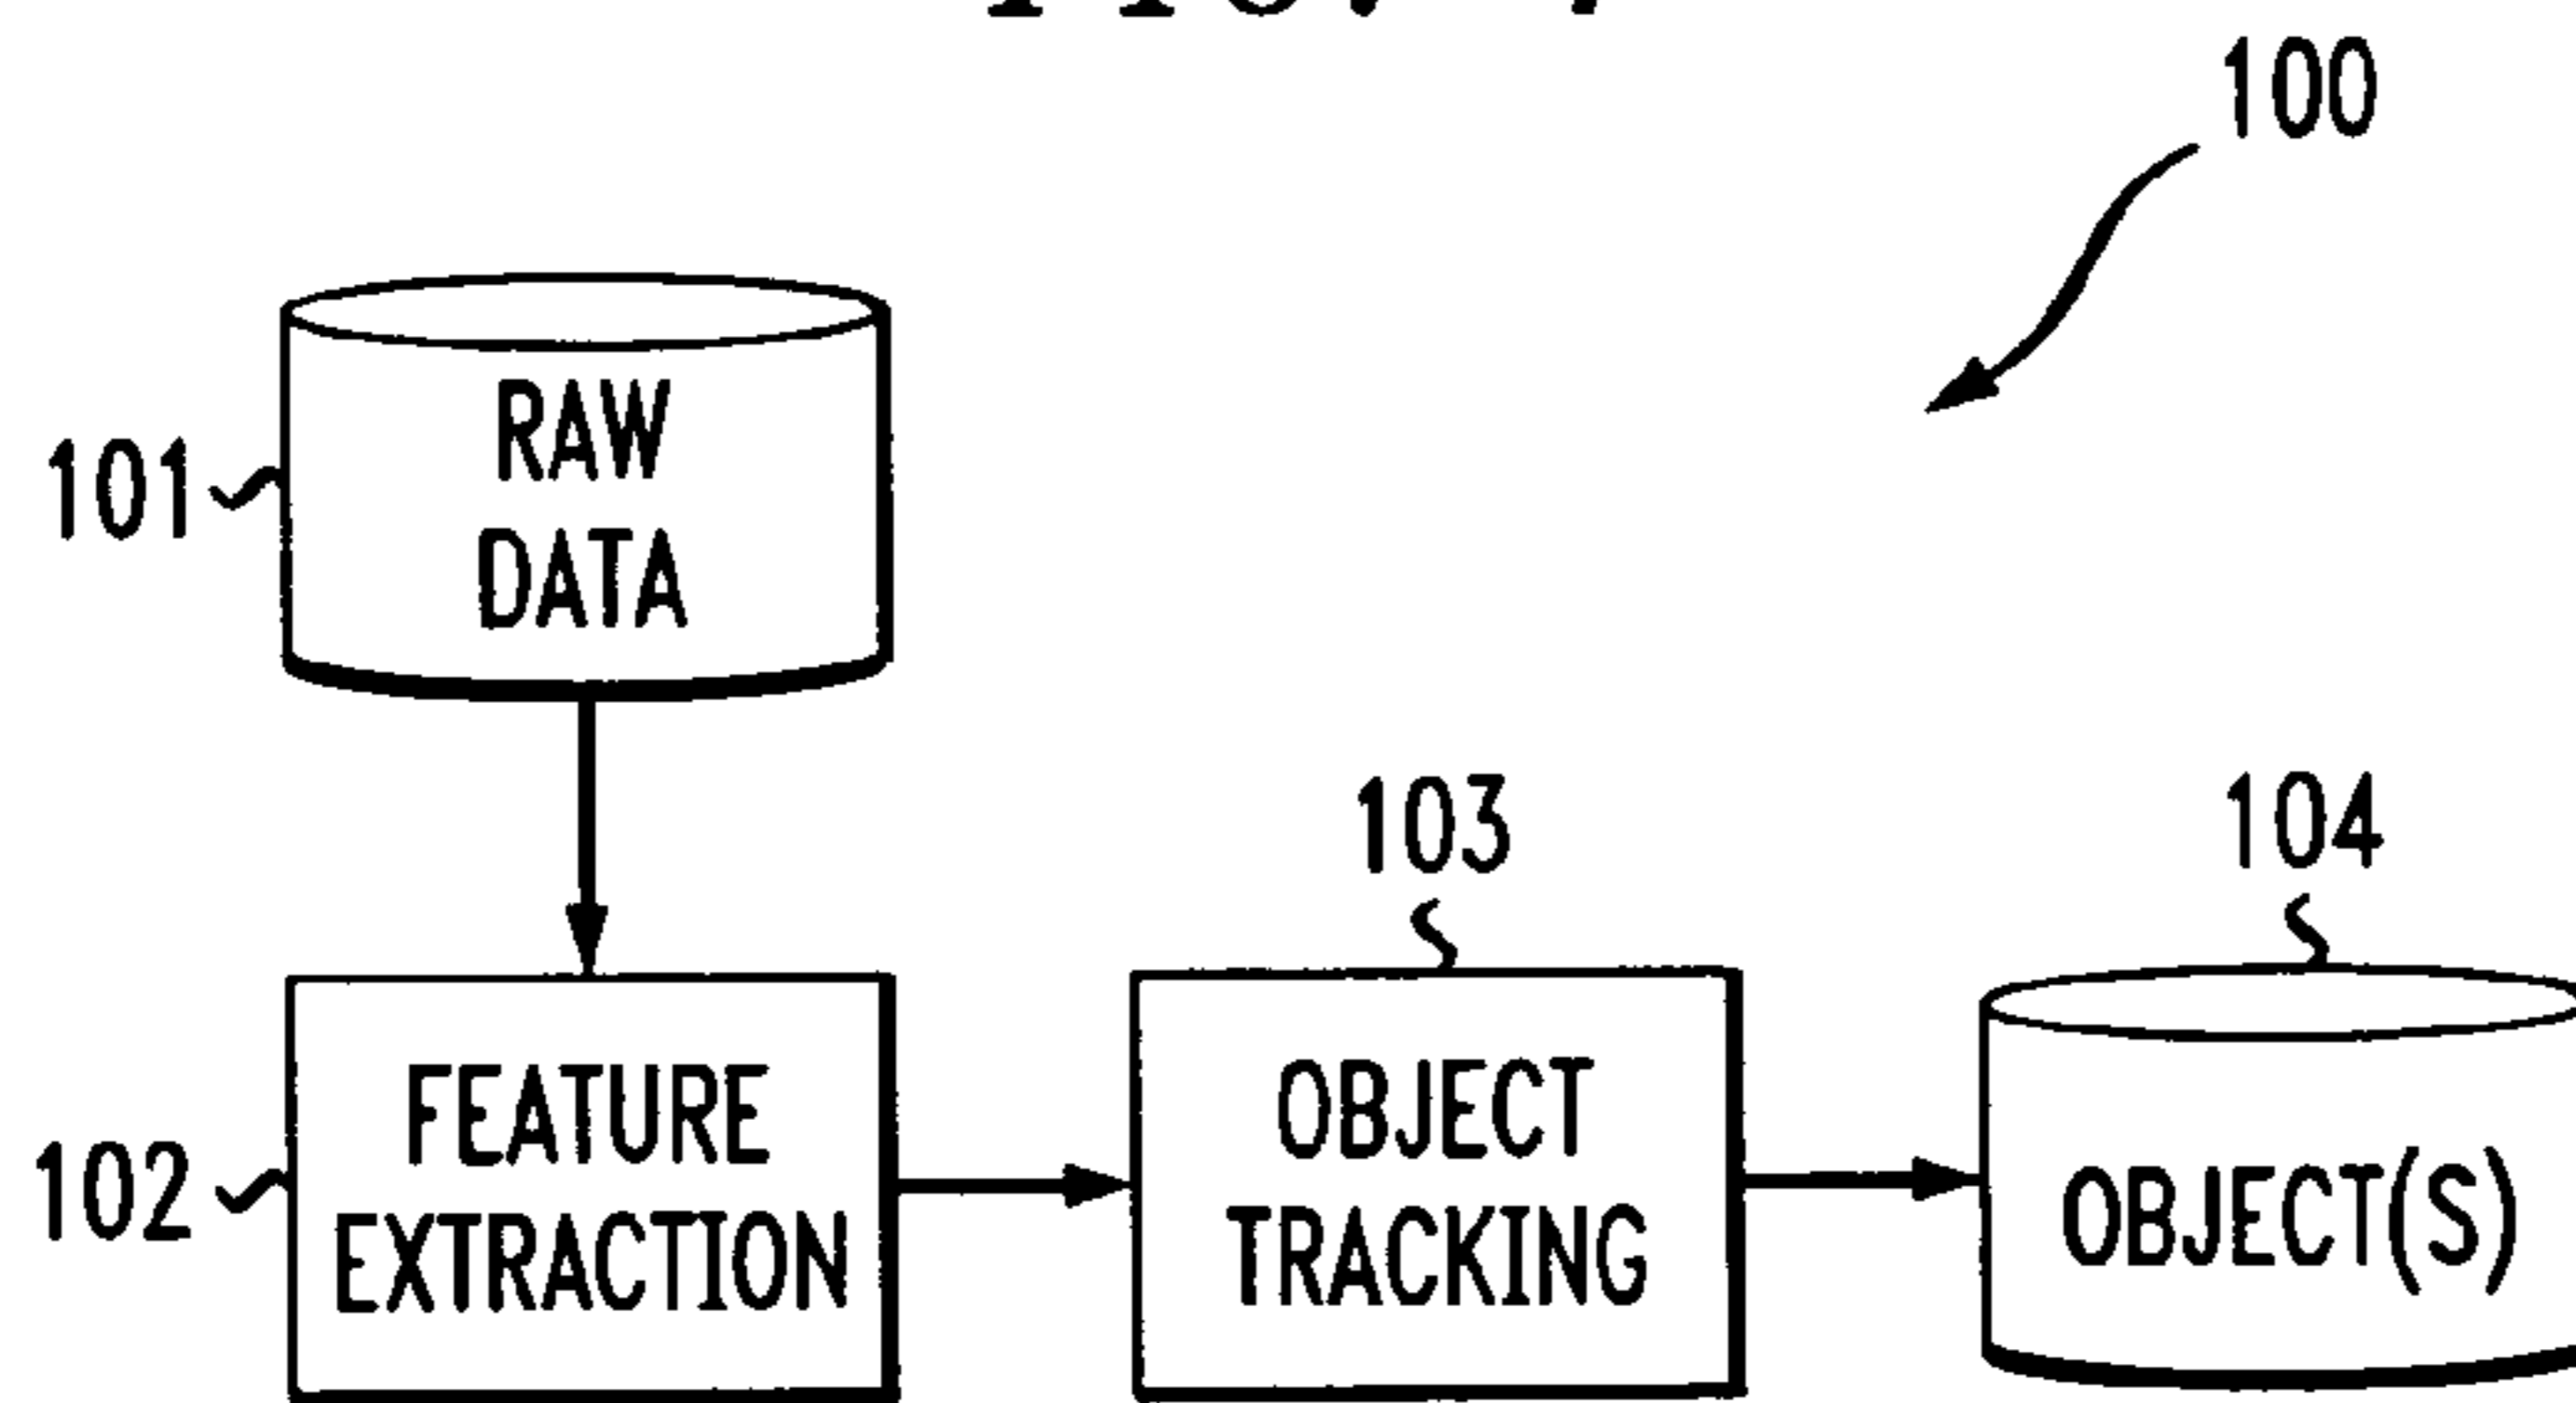 100
RAW
DATA
101
103
104
FEATURE
EXTRACTION
102
OBJECT
TRACKING
OBJECT(S)